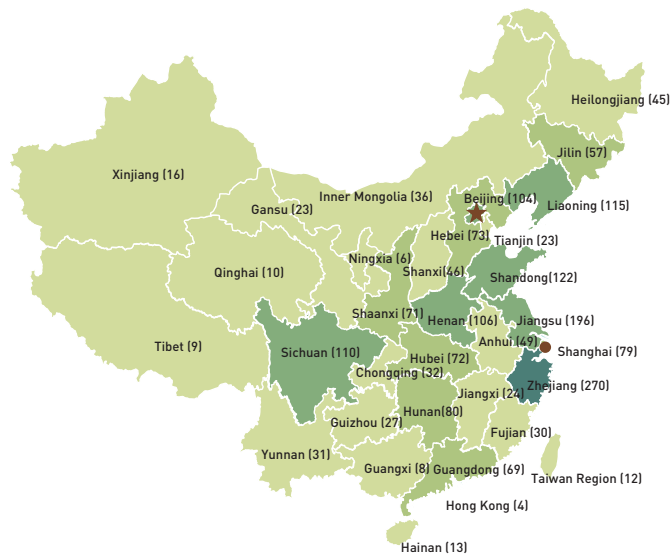 Heilongjiang (45)
Jilin (57)
Xinjiang (16)
Inner Mongolia (36)
Beijing (104)
Liaoning (115)
Gansu (23)
Hebei (73)
Tianjin (23)
Ningxia (6)
Shanxi(46)
Qinghai (10)
Shandong(122)
Shaanxi (71)
Henan (106)
Jiangsu (196)
Tibet (9)
Sichuan (110)
Anhui (49)
Shanghai (79)
Hubei (72)
Chongqing (32)
Zhejiang (270)
Jiangxi (24)
Hunan(80)
Guizhou (27)
Fujian (30)
Yunnan (31)
Guangxi (8)
Guangdong (69)
Taiwan Region (12)
Hong Kong (4)
Hainan (13)